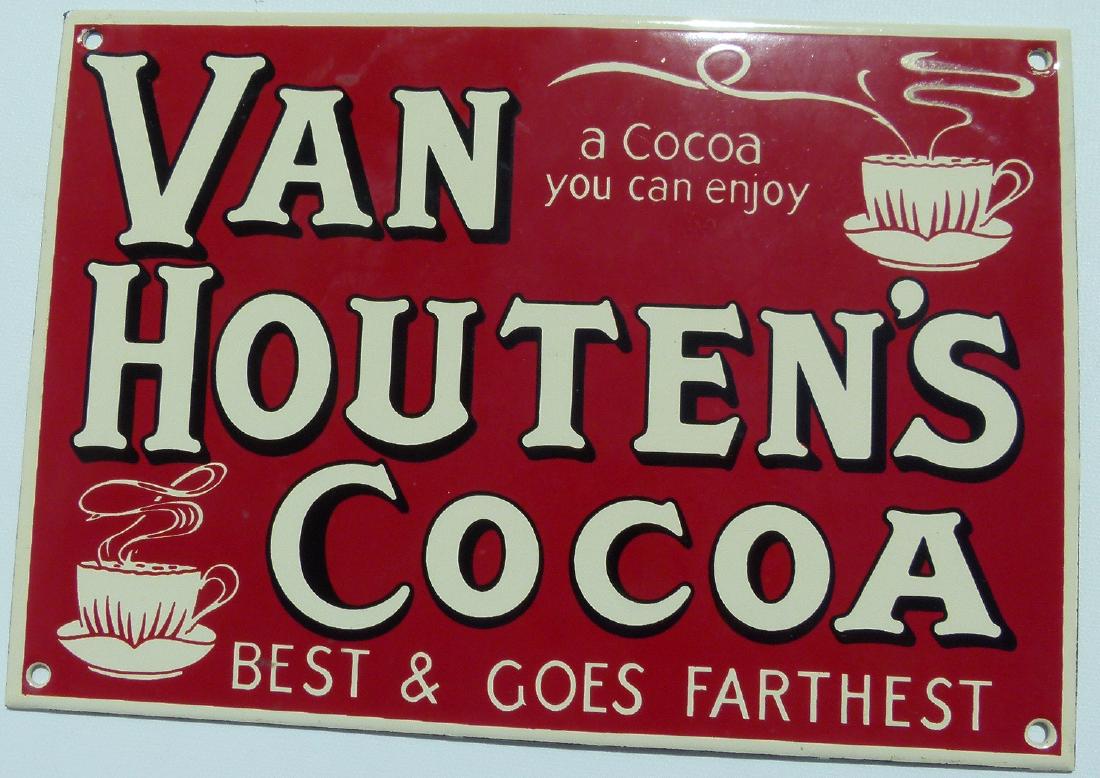 VAN
a Cocoa
you can enjoy
HOUTEN'S
COCOA
BEST & GOES FARTHEST